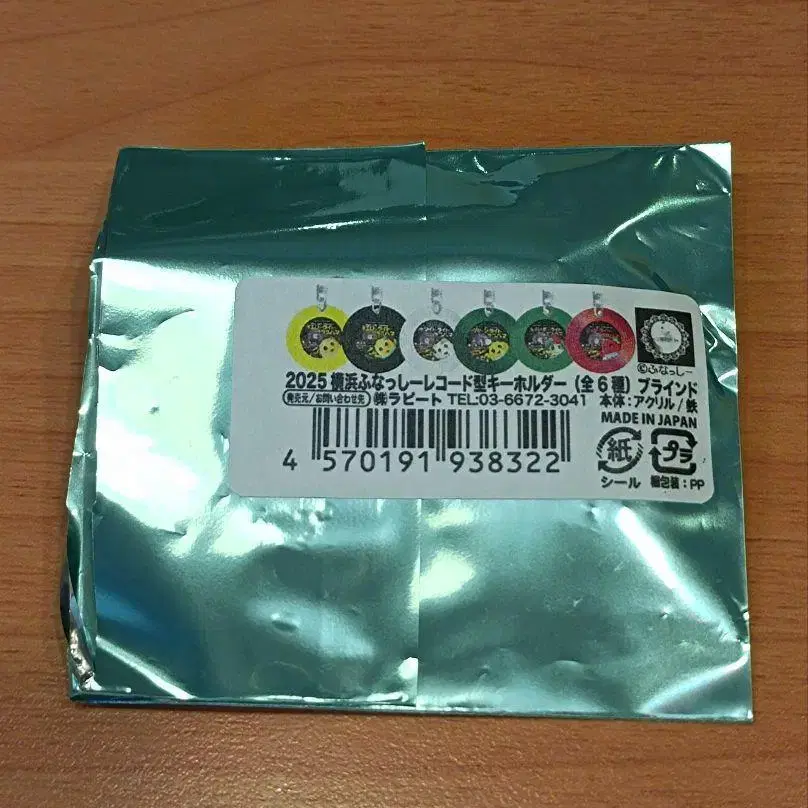 ©ふなっしー
2025 横浜ふなっしーレコード型キーホルダー (全6種) ブラインド
発売元/お問い合わせ先 ㈱ラピート TEL:03-6672-3041 本体:アクリル/鉄
MADE IN JAPAN
4 570191 938322
紙 プラ
シール 個包装:PP